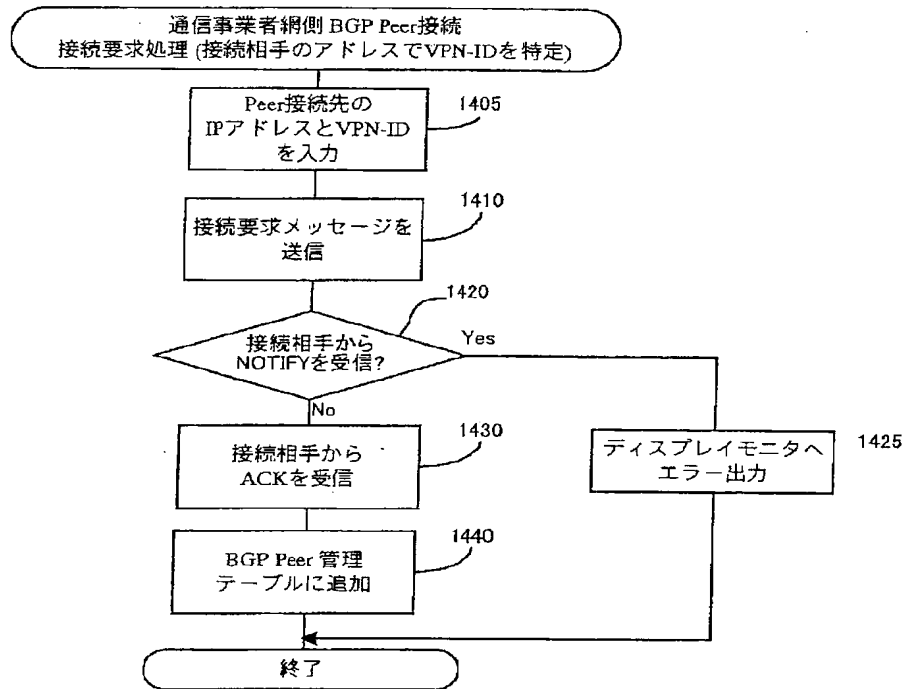 通信事業者網側 BGP Peer接続
接続要求処理 (接続相手のアドレスでVPN-IDを特定)
Peer接続先の
IPアドレスとVPN-ID
を入力
1405
接続要求メッセージを
送信
1410
接続相手から
NOTIFYを受信?
1420
Yes
No
接続相手から
ACKを受信
1430
ディスプレイモニタへ
エラー出力
1425
BGP Peer 管理
テーブルに追加
1440
終了